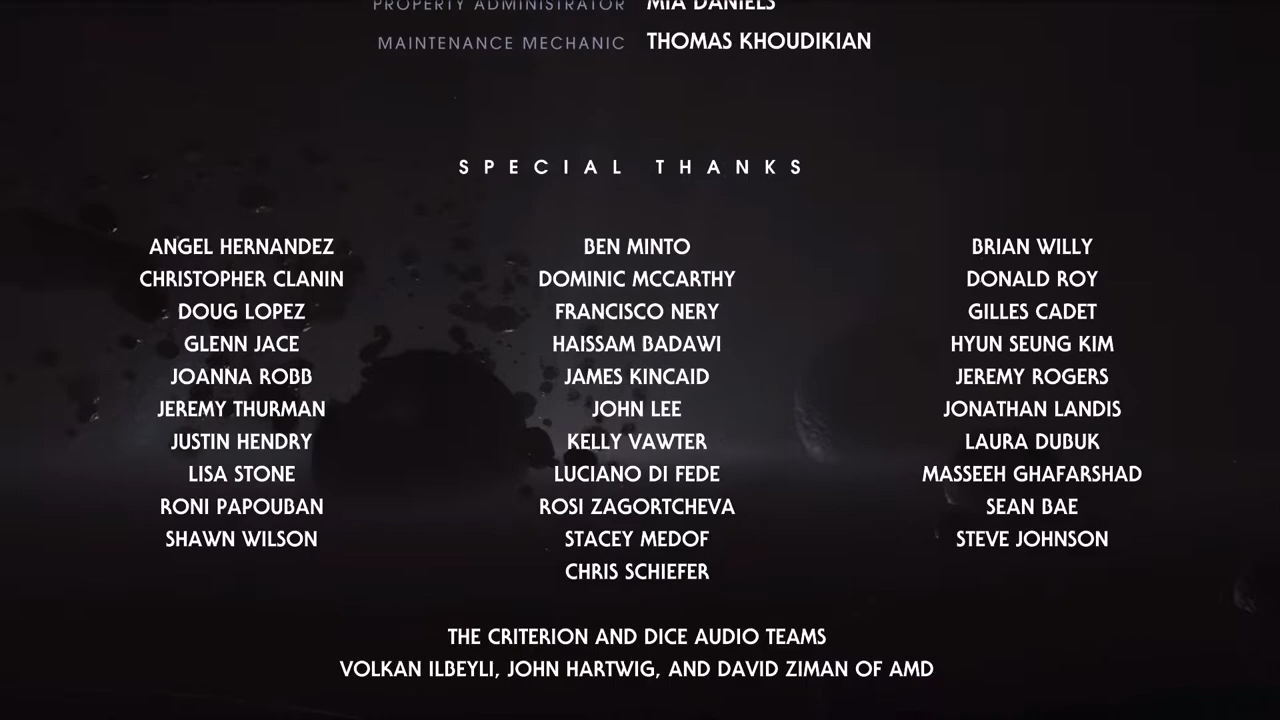 PROPERTY ADMINISTRATOR MIA DANIELS
MAINTENANCE MECHANIC THOMAS KHOUDIKIAN
SPECIAL THANKS
ANGEL HERNANDEZ BEN MINTO BRIAN WILLY
CHRISTOPHER CLANIN DOMINIC MCCARTHY DONALD ROY
DOUG LOPEZ FRANCISCO NERY GILLES CADET
GLENN JACE HAISSAM BADAWI HYUN SEUNG KIM
JOANNA ROBB JAMES KINCAID JEREMY ROGERS
JEREMY THURMAN JOHN LEE JONATHAN LANDIS
JUSTIN HENDRY KELLY VAWTER LAURA DUBUK
LISA STONE LUCIANO DI FEDE MASSEEH GHAFARSHAD
RONI PAPOUBAN ROSI ZAGORTCHEVA SEAN BAE
SHAWN WILSON STACEY MEDOF STEVE JOHNSON
CHRIS SCHIEFER
THE CRITERION AND DICE AUDIO TEAMS
VOLKAN ILBEYLI, JOHN HARTWIG, AND DAVID ZIMAN OF AMD